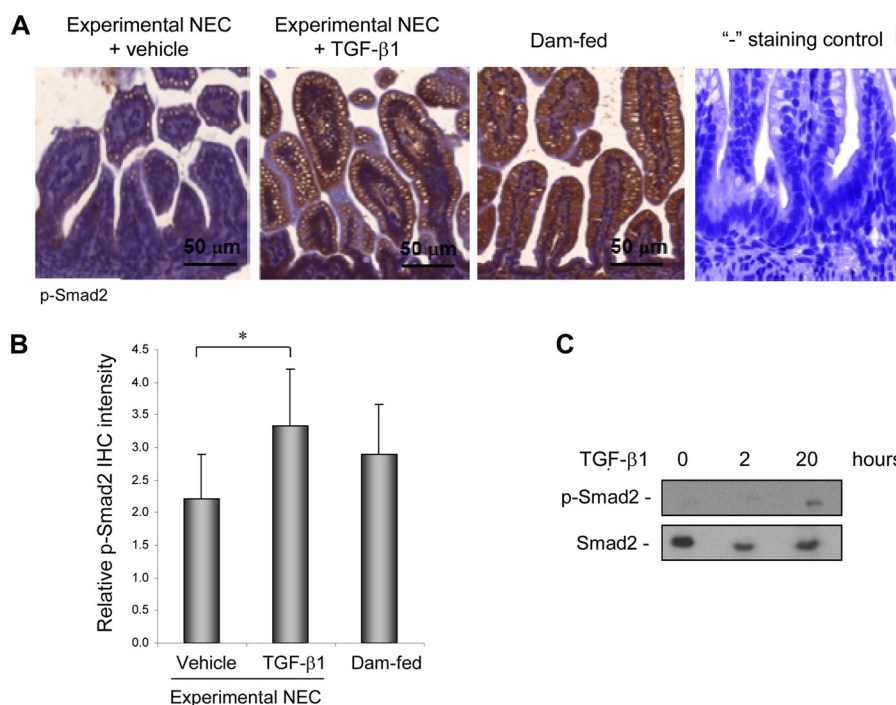 A
Experimental NEC
+ vehicle
Experimental NEC
+ TGF-β1
Dam-fed
“-” staining control
50 μm
50 μm
50 μm
p-Smad2
B
Relative p-Smad2 IHC intensity
4.5
4.0
3.5
3.0
2.5
2.0
1.5
1.0
0.5
0.0
*
Vehicle
TGF-β1
Dam-fed
Experimental NEC
C
TGF-β1 0 2 20 hours
p-Smad2 -
Smad2 -